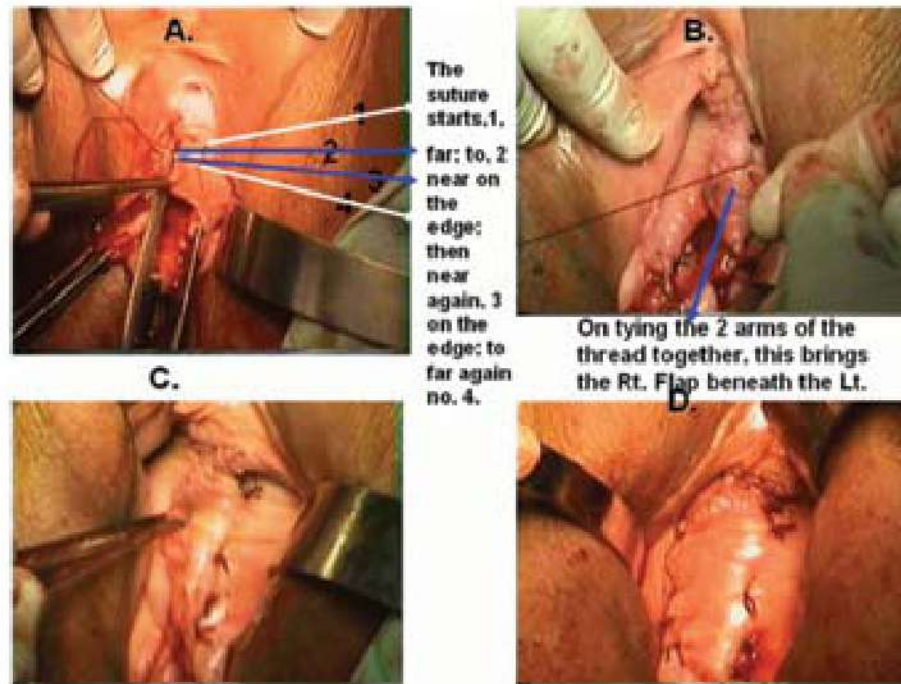 A.
1
2
3
4
The
suture
starts,1,
far; to, 2
near on
the
edge;
then
near
again, 3
on the
edge; to
far again
no. 4.
B.
On tying the 2 arms of the
thread together, this brings
the Rt. Flap beneath the Lt.
C.
D.